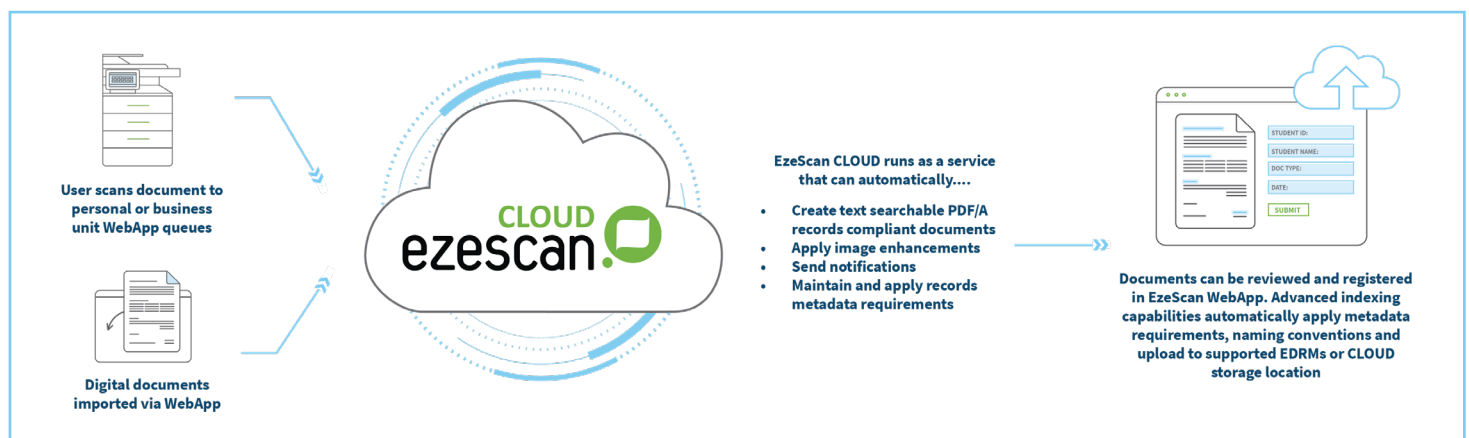 User scans document to
personal or business
unit WebApp queues
Digital documents
imported via WebApp
CLOUD
ezescan
EzeScan CLOUD runs as a service
that can automatically....
• Create text searchable PDF/A
records compliant documents
• Apply image enhancements
• Send notifications
• Maintain and apply records
metadata requirements
STUDENT ID:
STUDENT NAME:
DOC TYPE:
DATE:
SUBMIT
Documents can be reviewed and registered
in EzeScan WebApp. Advanced indexing
capabilities automatically apply metadata
requirements, naming conventions and
upload to supported EDRMs or CLOUD
storage location